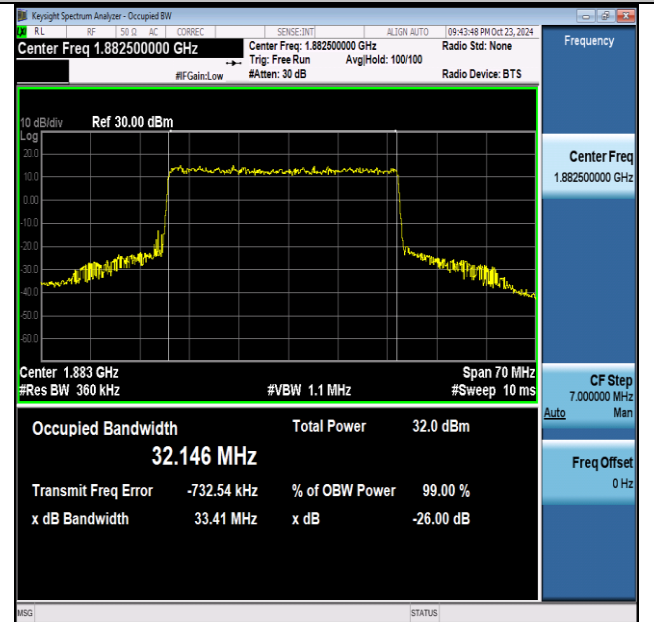 Keysight Spectrum Analyzer - Occupied BW
RL RF 50 Ω AC CORREC SENSE:INT ALIGN AUTO 09:43:48 PM Oct 23, 2024
Center Freq 1.882500000 GHz
Center Freq: 1.882500000 GHz
Radio Std: None
Trig: Free Run Avg|Hold: 100/100
#IFGain:Low #Atten: 30 dB Radio Device: BTS
Frequency
10 dB/div Ref 30.00 dBm
Log
20.0
10.0
0.00
-10.0
-20.0
-30.0
-40.0
-50.0
-60.0
Center 1.883 GHz Span 70 MHz
#Res BW 360 kHz #VBW 1.1 MHz #Sweep 10 ms
Occupied Bandwidth Total Power 32.0 dBm
32.146 MHz
Transmit Freq Error -732.54 kHz % of OBW Power 99.00 %
x dB Bandwidth 33.41 MHz x dB -26.00 dB
Center Freq
1.882500000 GHz
CF Step
7.000000 MHz
Auto Man
Freq Offset
0 Hz
MSG STATUS